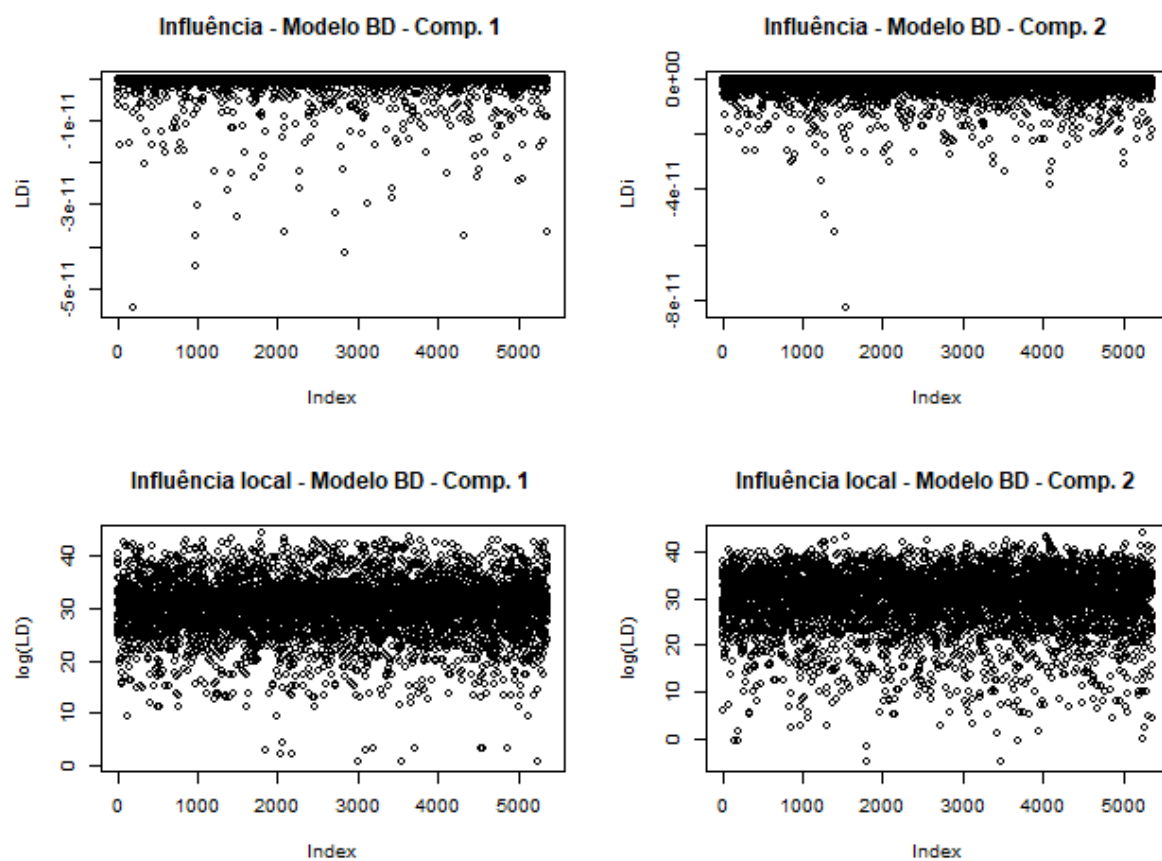 Influência - Modelo BD - Comp. 1
LDi
-5e-11 -3e-11 -1e-11
0 1000 2000 3000 4000 5000
Index
Influência - Modelo BD - Comp. 2
LDi
-8e-11 -4e-11 0e+00
0 1000 2000 3000 4000 5000
Index
Influência local - Modelo BD - Comp. 1
log(LD)
0 10 20 30 40
0 1000 2000 3000 4000 5000
Index
Influência local - Modelo BD - Comp. 2
log(LD)
0 10 20 30 40
0 1000 2000 3000 4000 5000
Index